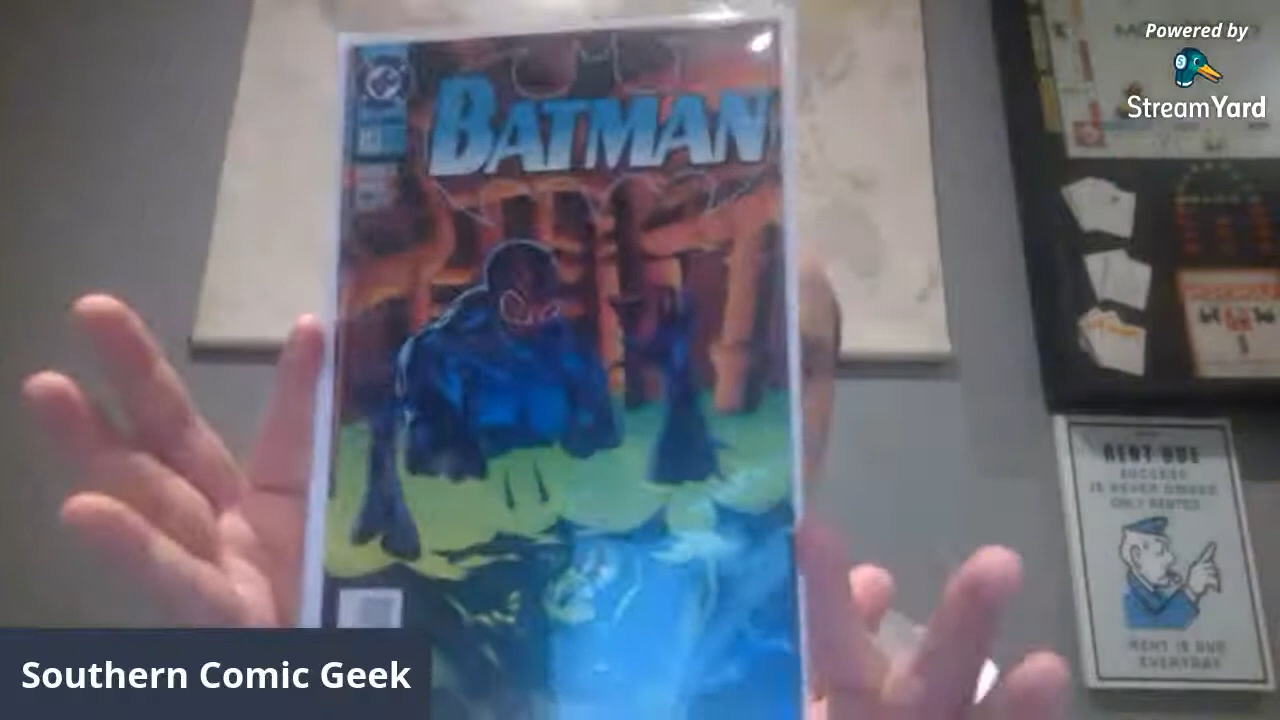 Powered by
StreamYard
BATMAN
RENT DUE
SUCCESS
IS NEVER OWNED
ONLY RENTED
RENT IS DUE
EVERYDAY
Southern Comic Geek